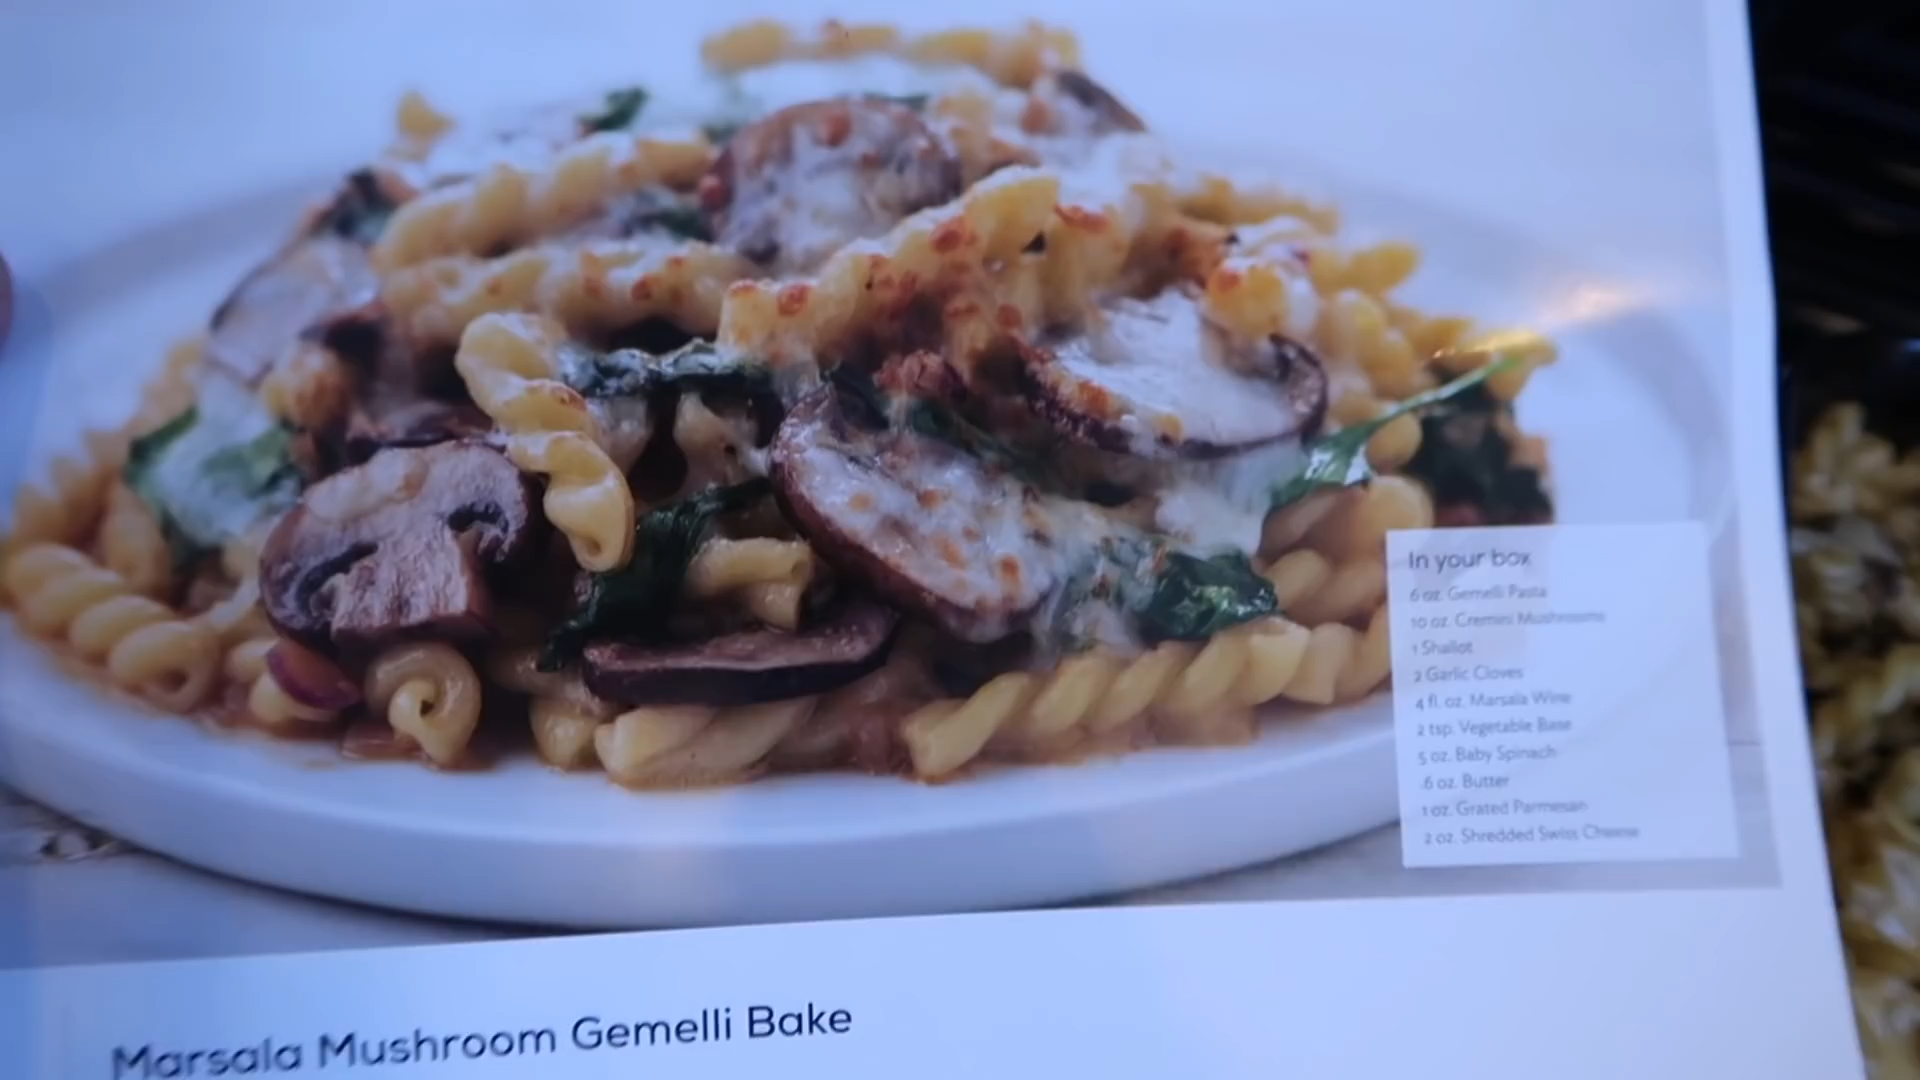 In your box
6 oz. Gemelli Pasta
10 oz. Cremini Mushrooms
1 Shallot
2 Garlic Cloves
4 fl. oz. Marsala Wine
2 tsp. Vegetable Base
5 oz. Baby Spinach
.6 oz. Butter
1 oz. Grated Parmesan
2 oz. Shredded Swiss Cheese
Marsala Mushroom Gemelli Bake